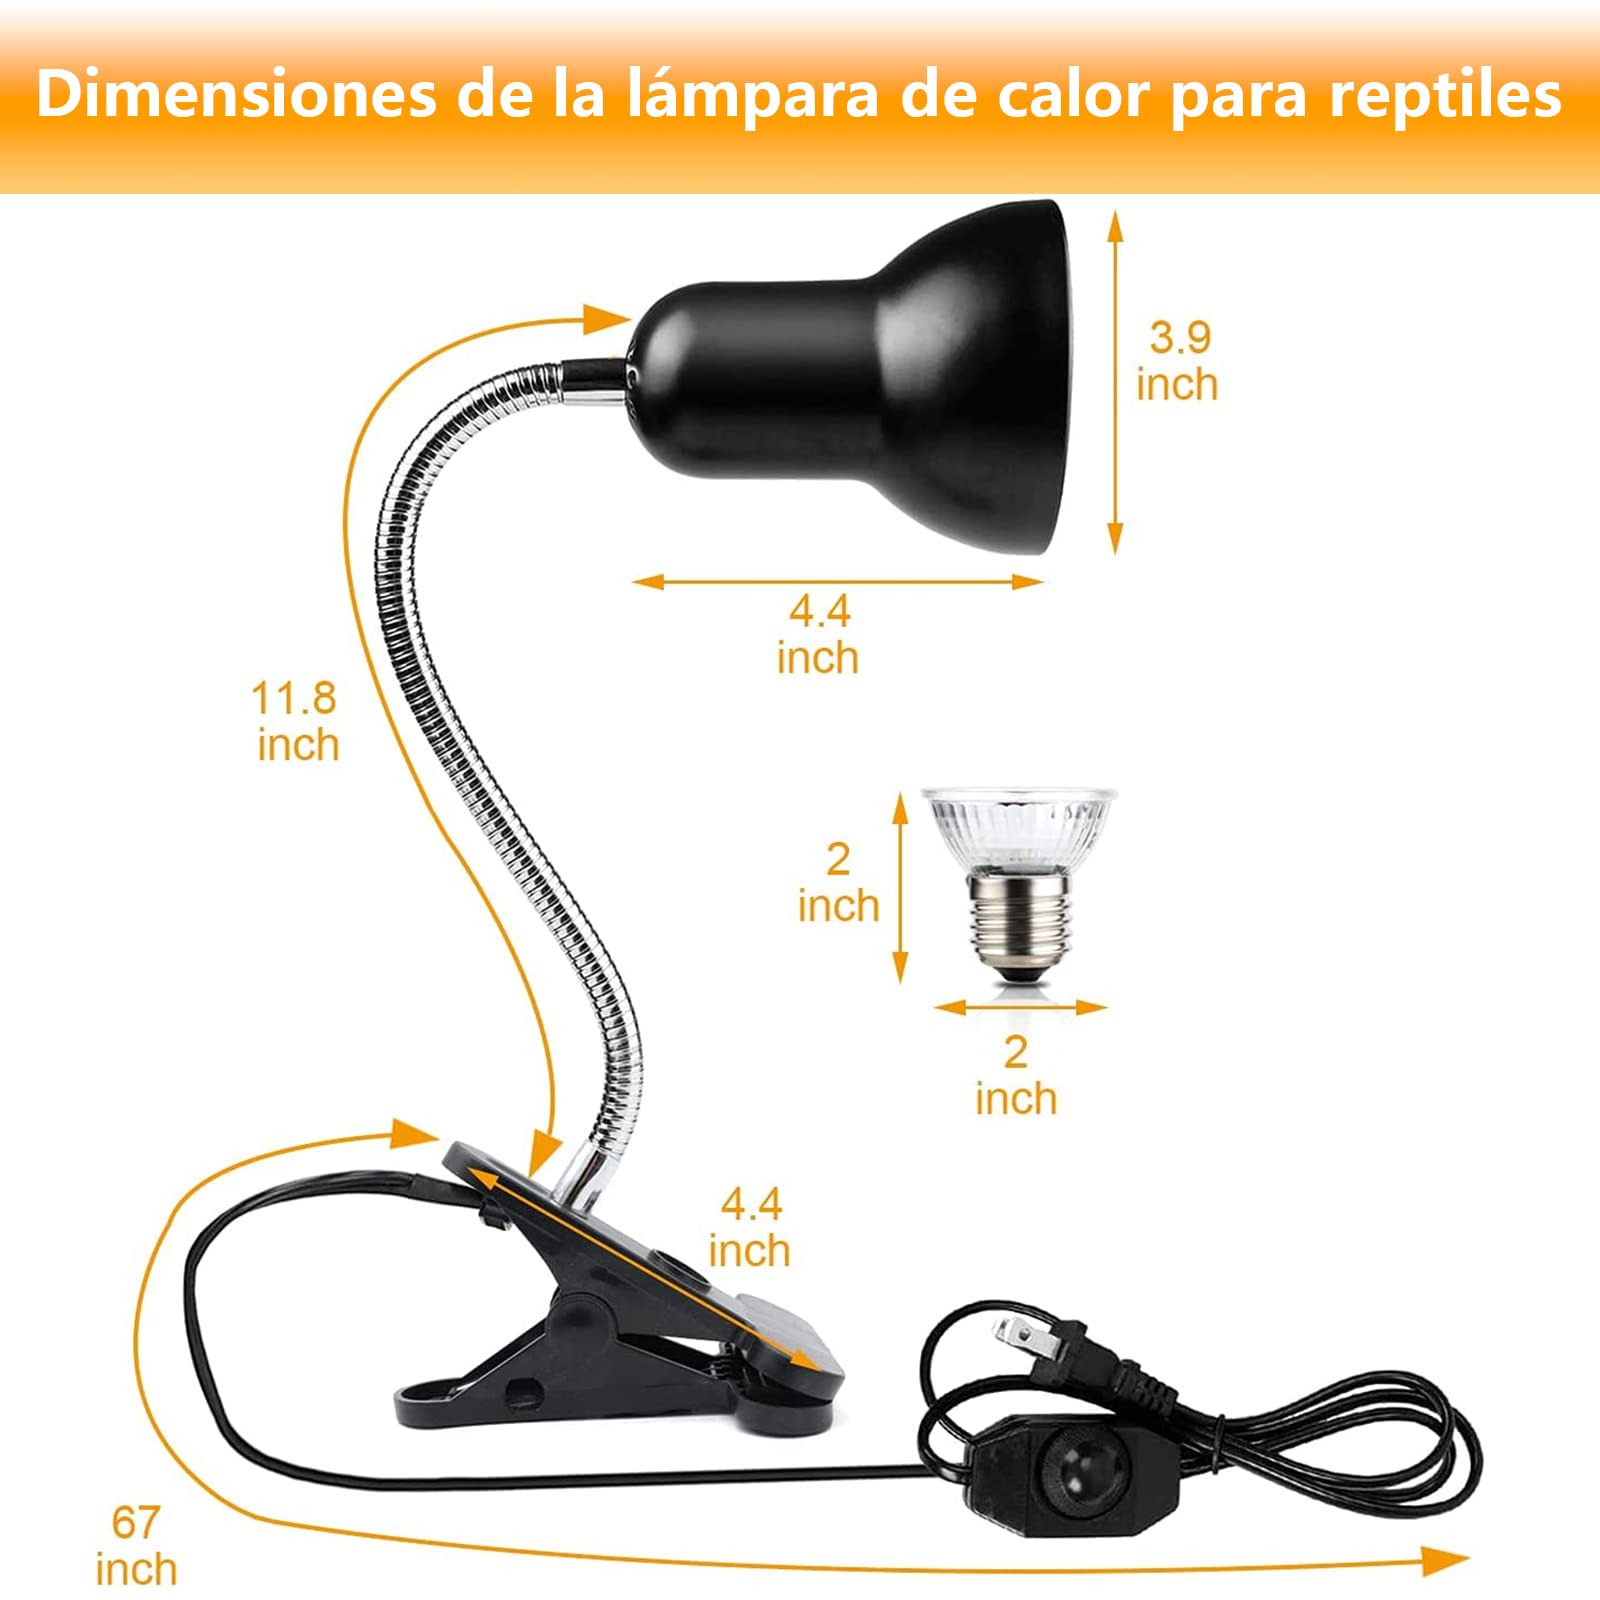 Dimensiones de la lámpara de calor para reptiles
3.9
inch
4.4
inch
11.8
inch
2
inch
2
inch
4.4
inch
67
inch